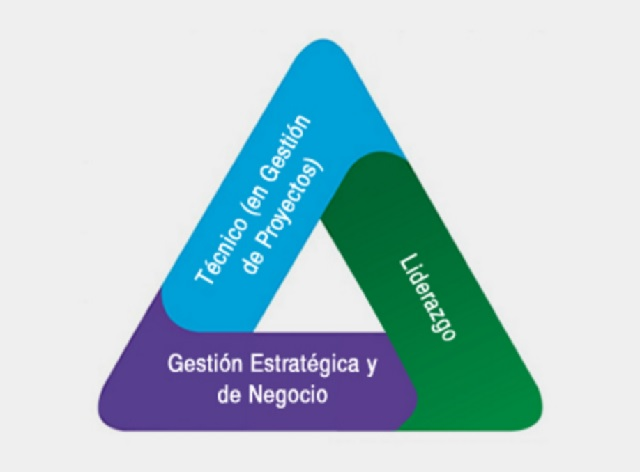 Técnico (en Gestión
de Proyectos)
Liderazgo
Gestión Estratégica y
de Negocio